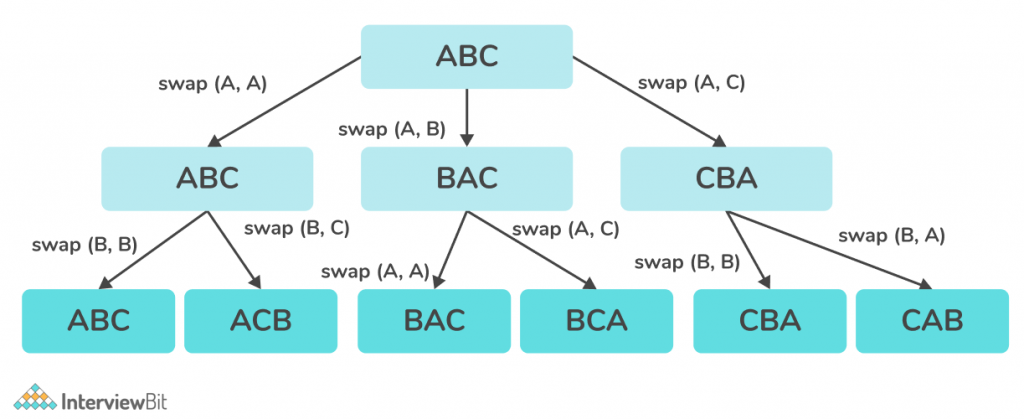 ABC
swap (A, A)
swap (A, B)
swap (A, C)
ABC
BAC
CBA
swap (B, B)
swap (B, C)
swap (A, A)
swap (A, C)
swap (B, B)
swap (B, A)
ABC
ACB
BAC
BCA
CBA
CAB
InterviewBit